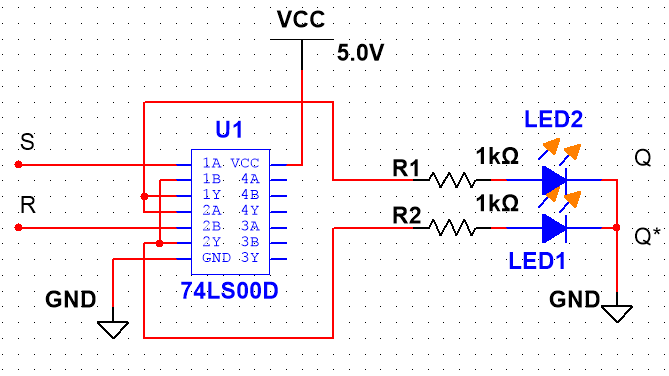 VCC
5.0V
U1
S
R
1A VCC
1B 4A
1Y 4B
2A 4Y
2B 3A
2Y 3B
GND 3Y
74LS00D
GND
R1
1kΩ
LED2
Q
R2
1kΩ
LED1
Q*
GND